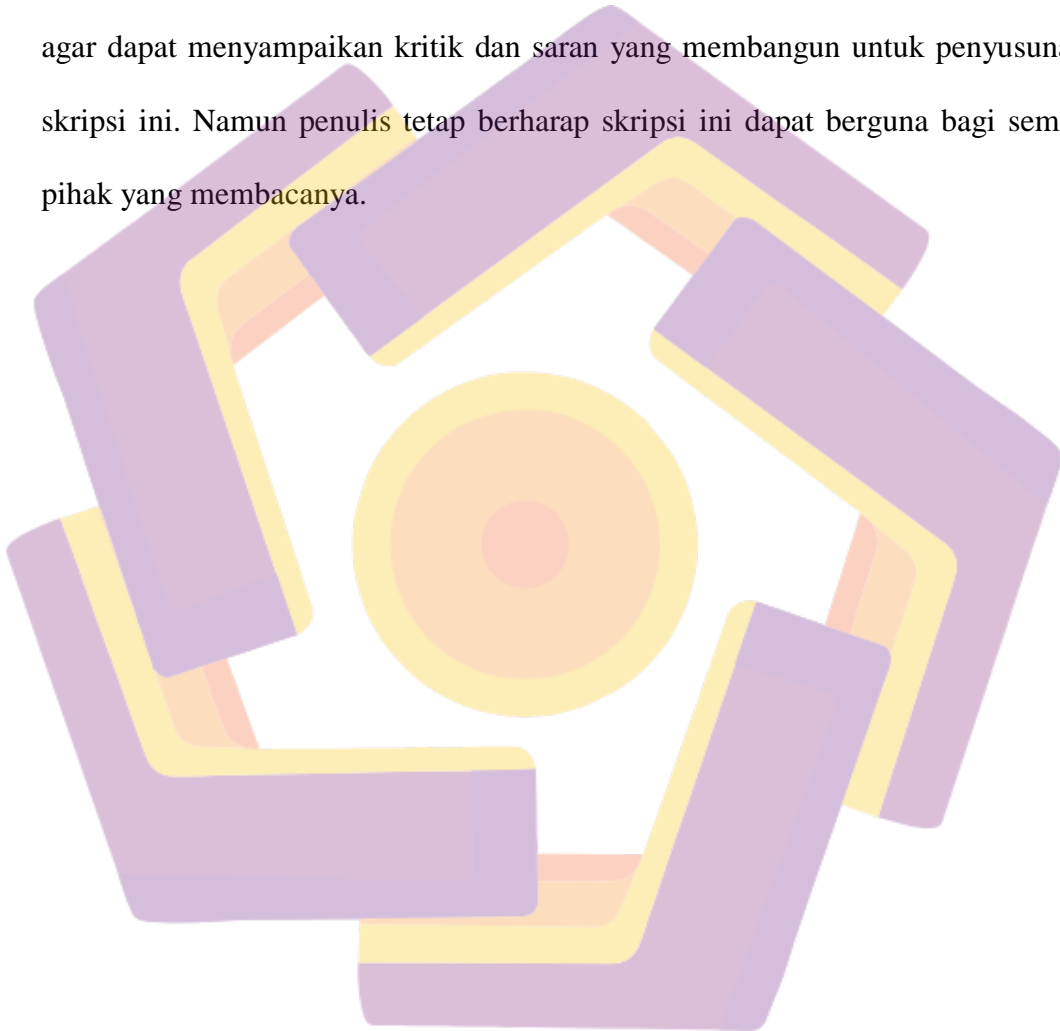 agar dapat menyampaikan kritik dan saran yang membangun untuk penyusuna
skripsi ini. Namun penulis tetap berharap skripsi ini dapat berguna bagi sem
pihak yang membacanya.